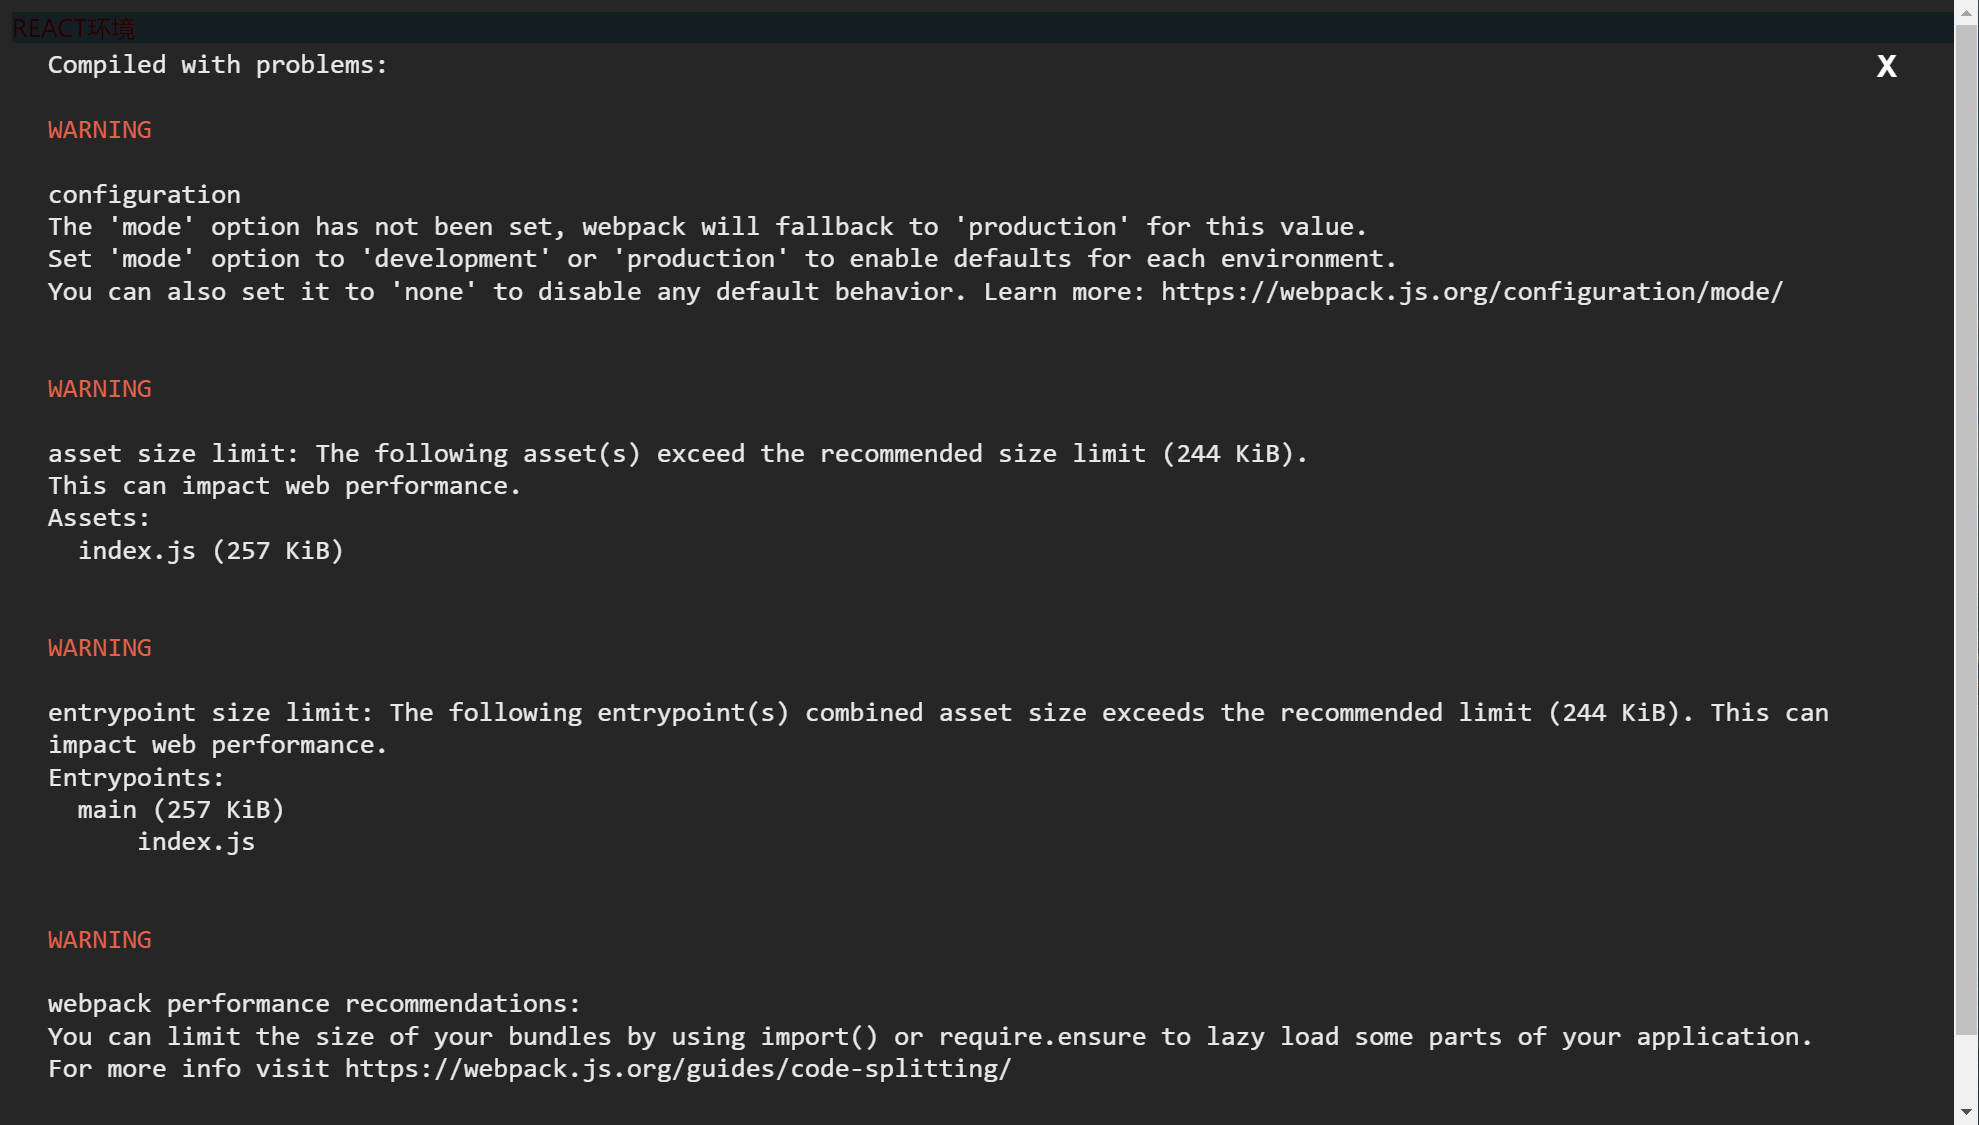 REACT环境
Compiled with problems:
X
WARNING
configuration
The 'mode' option has not been set, webpack will fallback to 'production' for this value.
Set 'mode' option to 'development' or 'production' to enable defaults for each environment.
You can also set it to 'none' to disable any default behavior. Learn more: https://webpack.js.org/configuration/mode/
WARNING
asset size limit: The following asset(s) exceed the recommended size limit (244 KiB).
This can impact web performance.
Assets:
  index.js (257 KiB)
WARNING
entrypoint size limit: The following entrypoint(s) combined asset size exceeds the recommended limit (244 KiB). This can
impact web performance.
Entrypoints:
  main (257 KiB)
      index.js
WARNING
webpack performance recommendations:
You can limit the size of your bundles by using import() or require.ensure to lazy load some parts of your application.
For more info visit https://webpack.js.org/guides/code-splitting/